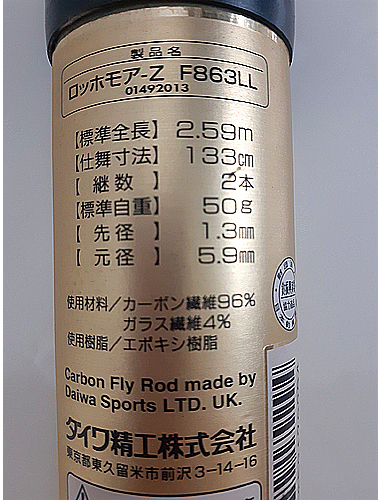 製品名
ロッホモア-Z F863LL
01492013
【標準全長】2.59m
【仕舞寸法】133cm
【継数】2本
【標準自重】50g
【先径】1.3mm
【元径】5.9mm
使用材料/カーボン繊維96%
ガラス繊維4%
使用樹脂/エポキシ樹脂
Carbon Fly Rod made by
Daiwa Sports LTD. UK.
ダイワ精工株式会社
東京都東久留米市前沢3-14-16